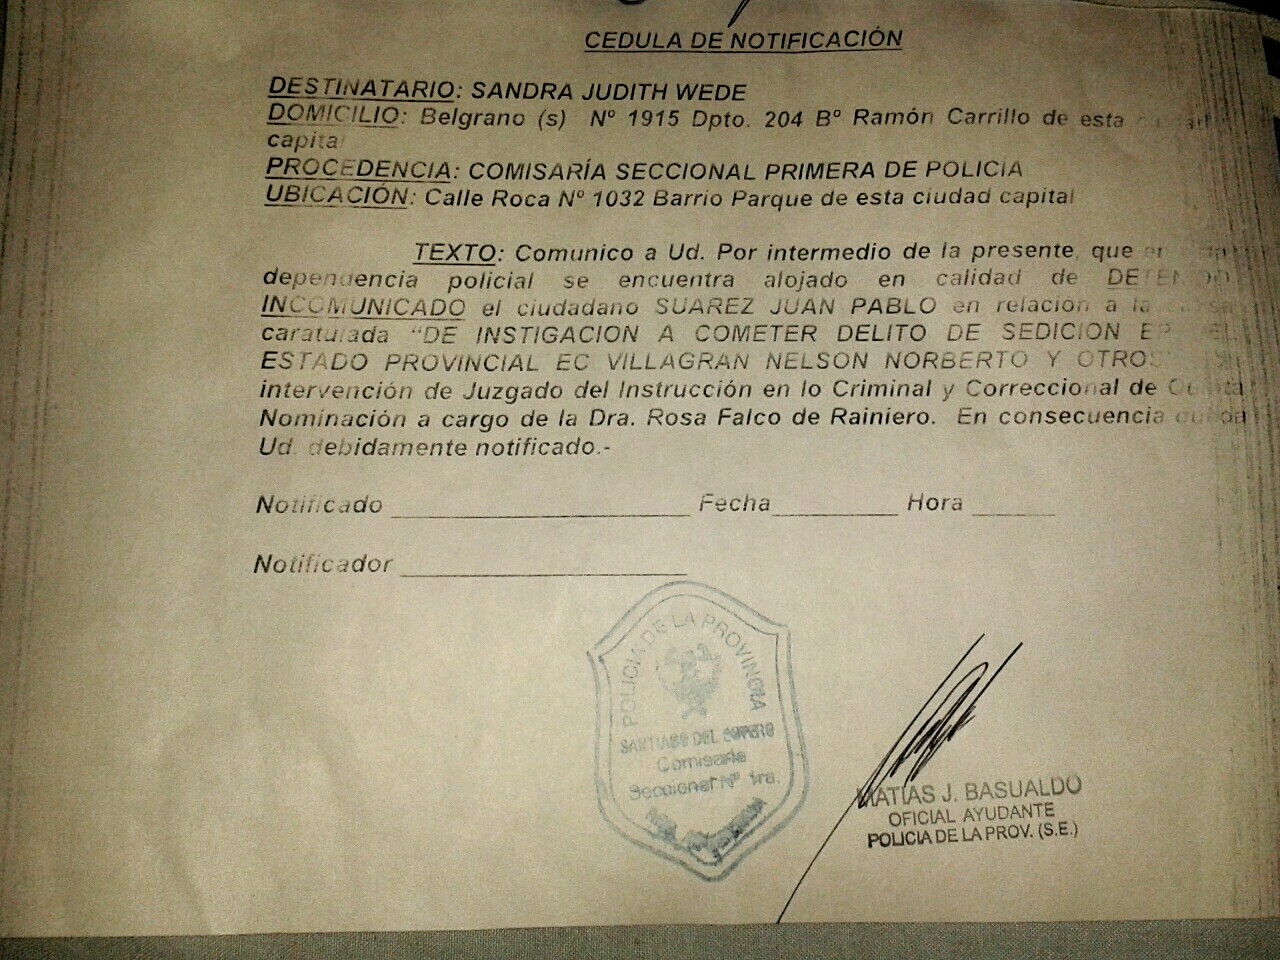 CEDULA DE NOTIFICACIÓN
DESTINATARIO: SANDRA JUDITH WEDE
DOMICILIO: Belgrano (s) Nº 1915 Dpto. 204 Bº Ramón Carrillo de esta
capital
PROCEDENCIA: COMISARÍA SECCIONAL PRIMERA DE POLICIA
UBICACIÓN: Calle Roca Nº 1032 Barrio Parque de esta ciudad capital
TEXTO: Comunico a Ud. Por intermedio de la presente, que
dependencia policial se encuentra alojado en calidad de
INCOMUNICADO el ciudadano SUAREZ JUAN PABLO en relación a la
caratulada "DE INSTIGACION A COMETER DELITO DE SEDICION
ESTADO PROVINCIAL EC VILLAGRAN NELSON NORBERTO Y OTROS
intervención de Juzgado del Instrucción en lo Criminal y Correccional de
Nominación a cargo de la Dra. Rosa Falco de Rainiero. En consecuencia
Ud. debidamente notificado.-
Notificado ____ Fecha ____ Hora ____
Notificador ____
POLICIA DE LA PROVINCIA
SANTIAGO DEL ESTERO
Comisaria
Seccional Nº 1ra.
MATIAS J. BASUALDO
OFICIAL AYUDANTE
POLICIA DE LA PROV. (S.E.)